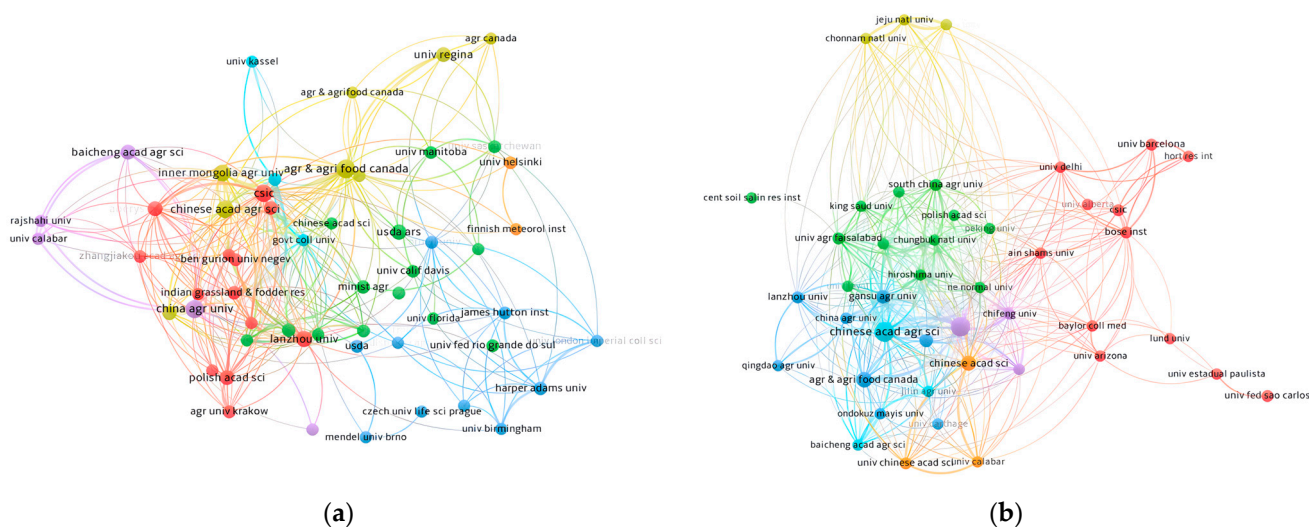 agr canada
univ regina
univ kassel
agr & agrifood canada
univ manitoba
univ saskatchewan
baicheng acad agr sci
univ helsinki
agr & agri food canada
inner mongolia agr univ
csic
chinese acad agr sci
rajshahi univ
chinese acad sci
usda ars
finnish meteorol inst
univ calabar
govt coll univ
ben gurion univ negev
univ calif davis
minist agr
indian grassland & fodder res
china agr univ
james hutton inst
univ florida
lanzhou univ
usda
univ fed rio grande do sul
polish acad sci
harper adams univ
agr univ krakow
czech univ life sci prague
mendel univ brno
univ birmingham
(a)
jeju natl univ
chonnam natl univ
univ barcelona
hort res int
univ delhi
south china agr univ
cent soil salin res inst
king saud univ
univ alberta
csic
polish acad sci
peking univ
bose inst
univ agr faisalabad
chungbuk natl univ
ain shams univ
hiroshima univ
ne normal univ
lanzhou univ
gansu agr univ
china agr univ
chifeng univ
chinese acad agr sci
baylor coll med
lund univ
qingdao agr univ
chinese acad sci
univ arizona
agr & agri food canada
jilin agr univ
univ estadual paulista
univ fed sao carlos
ondokuz mayis univ
univ carthage
baicheng acad agr sci
univ chinese acad sci
univ calabar
(b)